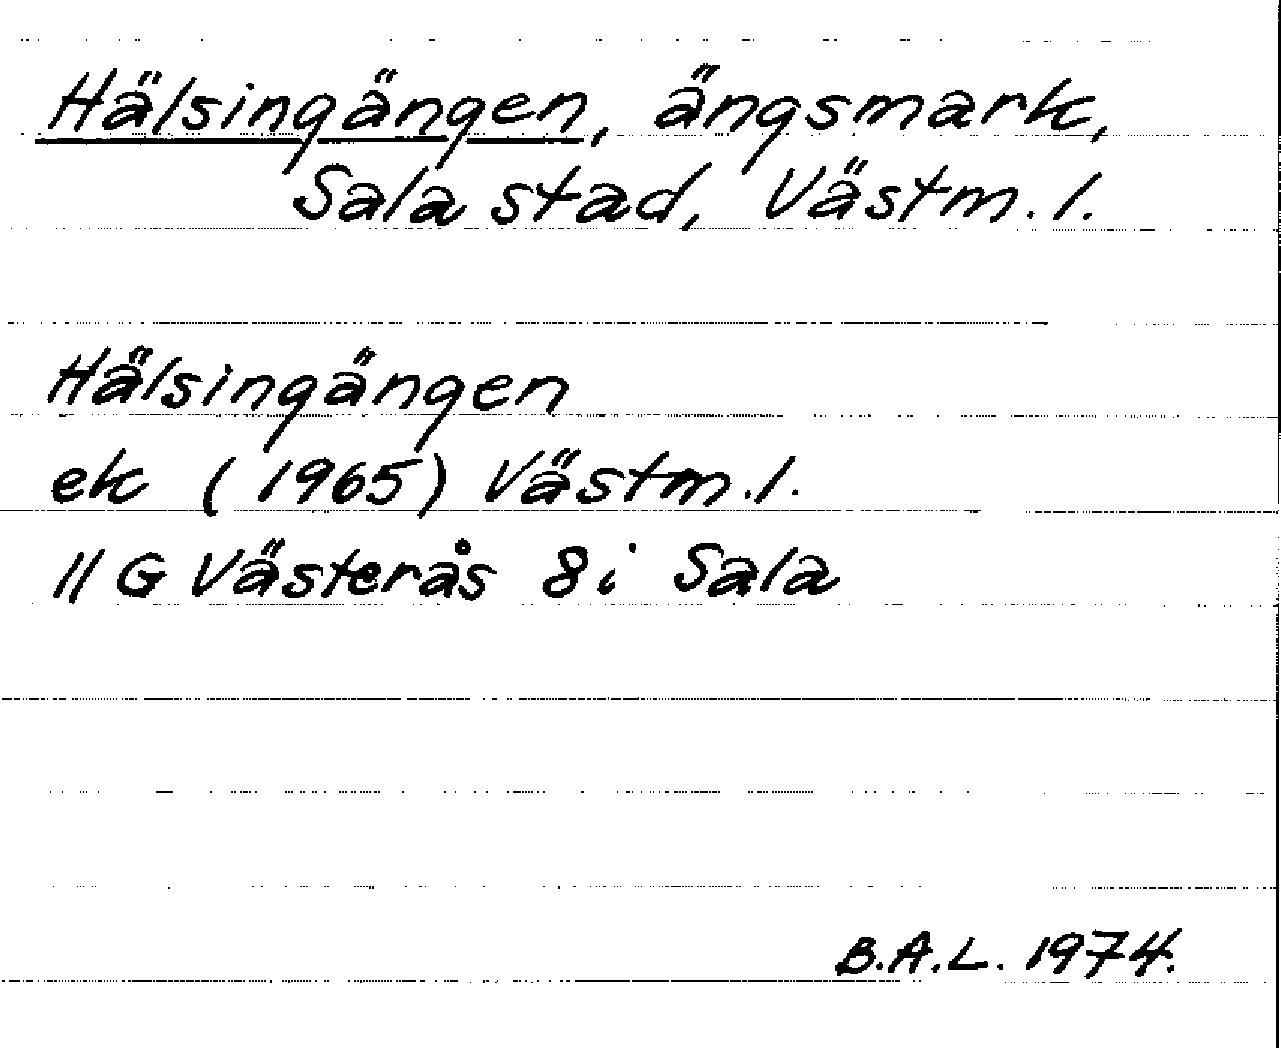 Hälsingängen, ängsmark,
Sala stad, Västm. l.
Hälsingängen
ek (1965) Västm. l.
11 G Västerås 8 i Sala
B.A.L. 1974.